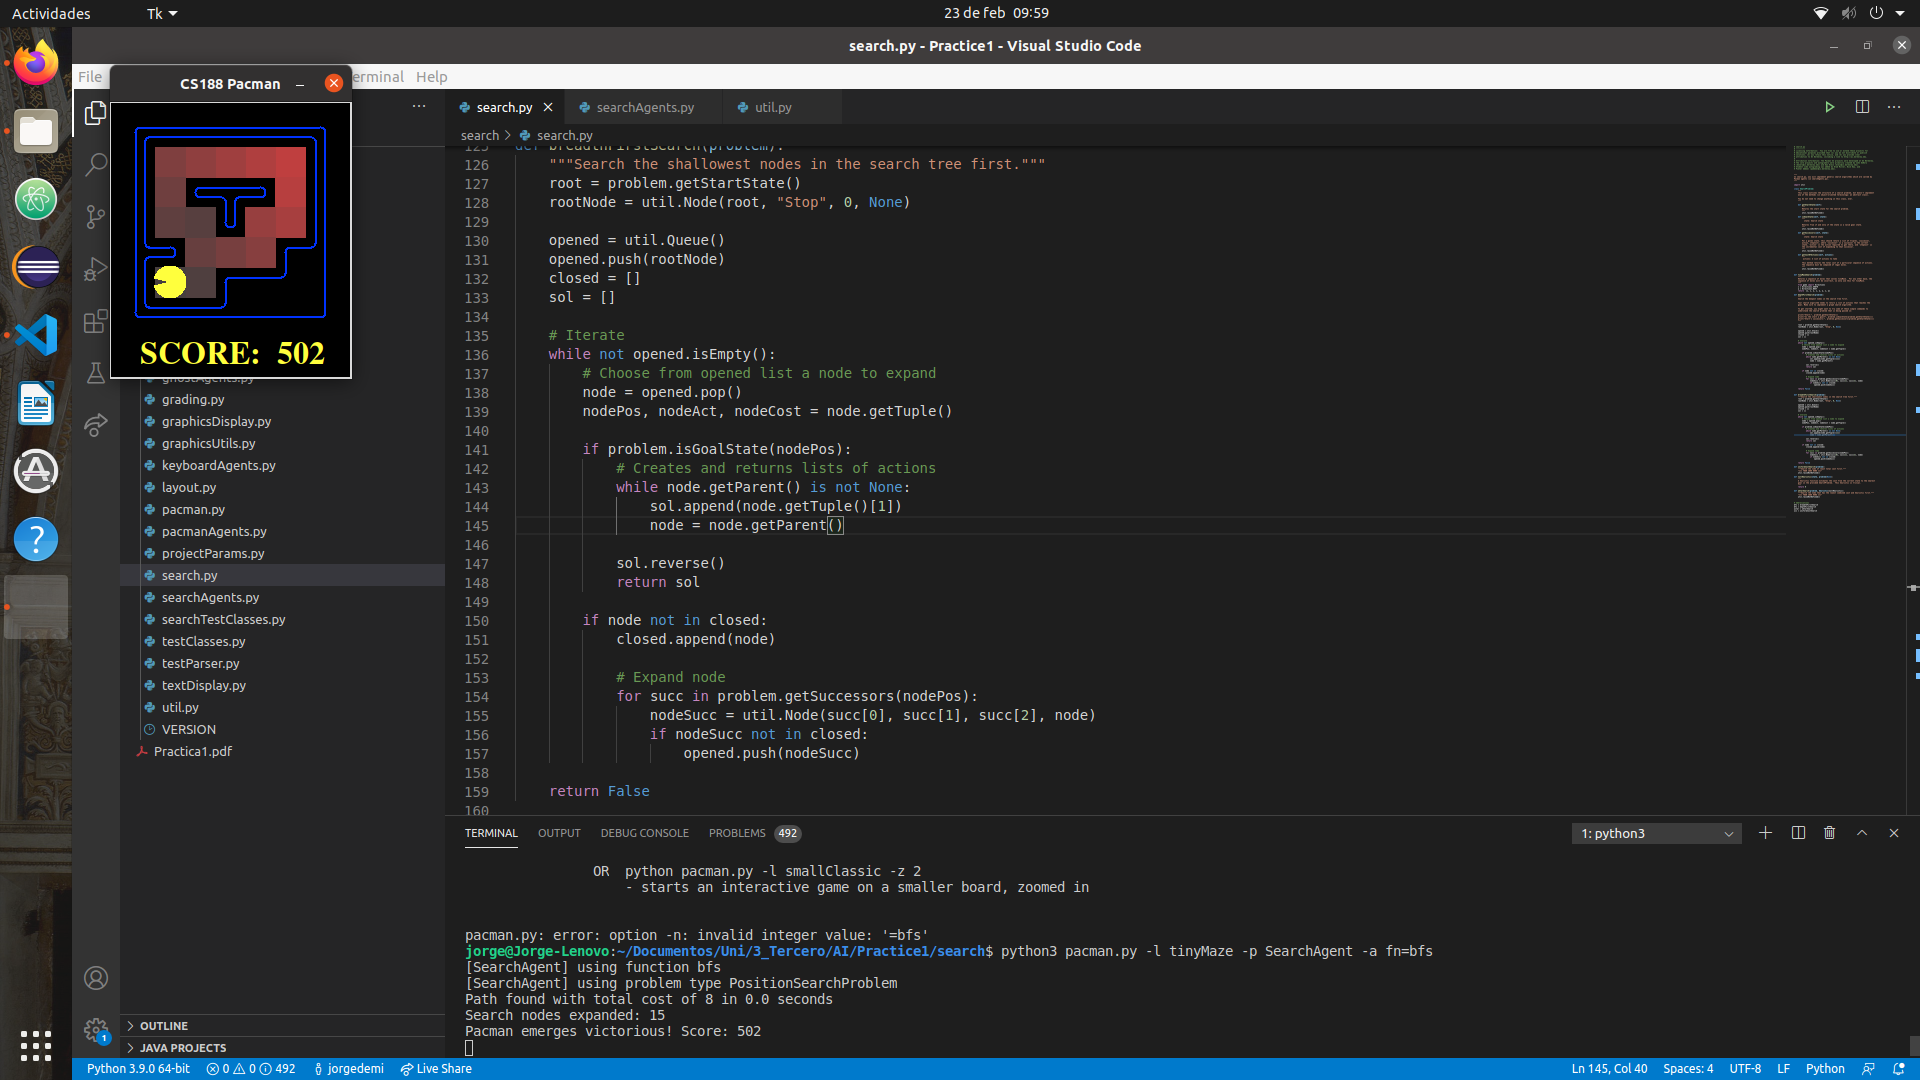 Actividades
Tk
23 de feb 09:59
search.py - Practice1 - Visual Studio Code
File
erminal Help
CS188 Pacman
SCORE: 502
ghostAgents.py
grading.py
graphicsDisplay.py
graphicsUtils.py
keyboardAgents.py
layout.py
pacman.py
pacmanAgents.py
projectParams.py
search.py
searchAgents.py
searchTestClasses.py
testClasses.py
testParser.py
textDisplay.py
util.py
VERSION
Practica1.pdf
OUTLINE
JAVA PROJECTS
search.py
searchAgents.py
util.py
search > search.py
125 def breadthFirstSearch(problem):
126 """Search the shallowest nodes in the search tree first."""
127 root = problem.getStartState()
128 rootNode = util.Node(root, "Stop", 0, None)
129
130 opened = util.Queue()
131 opened.push(rootNode)
132 closed = []
133 sol = []
134
135 # Iterate
136 while not opened.isEmpty():
137 # Choose from opened list a node to expand
138 node = opened.pop()
139 nodePos, nodeAct, nodeCost = node.getTuple()
140
141 if problem.isGoalState(nodePos):
142 # Creates and returns lists of actions
143 while node.getParent() is not None:
144 sol.append(node.getTuple()[1])
145 node = node.getParent()
146
147 sol.reverse()
148 return sol
149
150 if node not in closed:
151 closed.append(node)
152
153 # Expand node
154 for succ in problem.getSuccessors(nodePos):
155 nodeSucc = util.Node(succ[0], succ[1], succ[2], node)
156 if nodeSucc not in closed:
157 opened.push(nodeSucc)
158
159 return False
160
TERMINAL OUTPUT DEBUG CONSOLE PROBLEMS 492
1: python3
OR python pacman.py -l smallClassic -z 2
- starts an interactive game on a smaller board, zoomed in
pacman.py: error: option -n: invalid integer value: '=bfs'
jorge@Jorge-Lenovo:~/Documentos/Uni/3_Tercero/AI/Practice1/search$ python3 pacman.py -l tinyMaze -p SearchAgent -a fn=bfs
[SearchAgent] using function bfs
[SearchAgent] using problem type PositionSearchProblem
Path found with total cost of 8 in 0.0 seconds
Search nodes expanded: 15
Pacman emerges victorious! Score: 502
1
Python 3.9.0 64-bit 0 0 492 jorgedemi Live Share
Ln 145, Col 40 Spaces: 4 UTF-8 LF Python